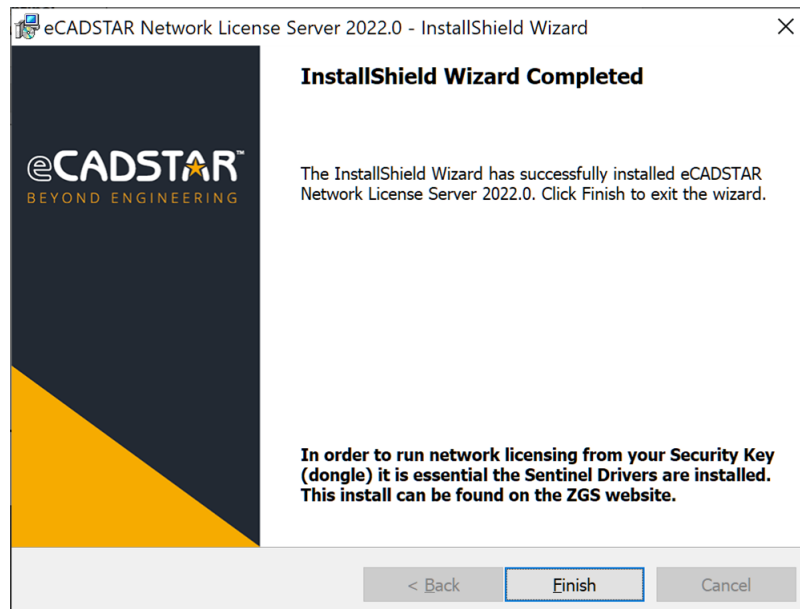 eCADSTAR Network License Server 2022.0 - InstallShield Wizard
eCADSTAR™
BEYOND ENGINEERING
InstallShield Wizard Completed
The InstallShield Wizard has successfully installed eCADSTAR
Network License Server 2022.0. Click Finish to exit the wizard.
In order to run network licensing from your Security Key
(dongle) it is essential the Sentinel Drivers are installed.
This install can be found on the ZGS website.
< Back
Finish
Cancel